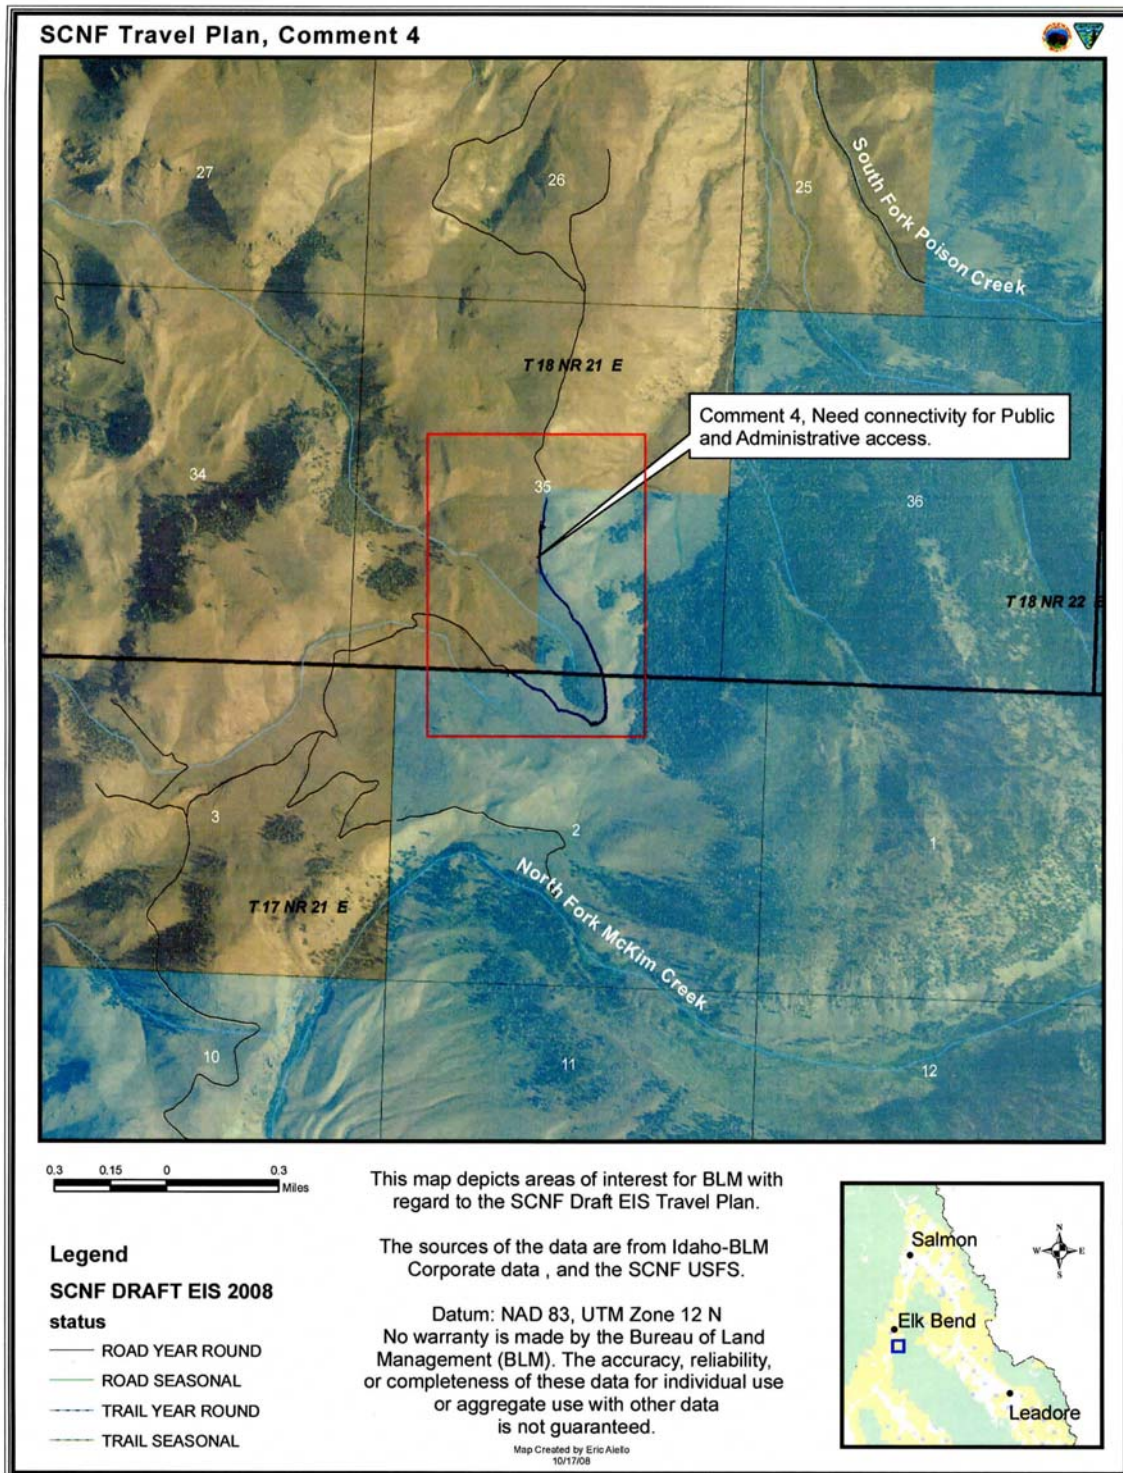 SCNF Travel Plan, Comment 4
27
26
25
South Fork Poison Creek
T 18 NR 21 E
Comment 4, Need connectivity for Public
and Administrative access.
34
35
36
T 18 NR 22 E
3
2
1
North Fork McKim Creek
T 17 NR 21 E
10
11
12
0.3 0.15 0 0.3
Miles
This map depicts areas of interest for BLM with
regard to the SCNF Draft EIS Travel Plan.
The sources of the data are from Idaho-BLM
Corporate data , and the SCNF USFS.
Datum: NAD 83, UTM Zone 12 N
No warranty is made by the Bureau of Land
Management (BLM). The accuracy, reliability,
or completeness of these data for individual use
or aggregate use with other data
is not guaranteed.
Map Created by Eric Aiello
10/17/08
Legend
SCNF DRAFT EIS 2008
status
ROAD YEAR ROUND
ROAD SEASONAL
TRAIL YEAR ROUND
TRAIL SEASONAL
Salmon
N
W E
S
Elk Bend
Leadore